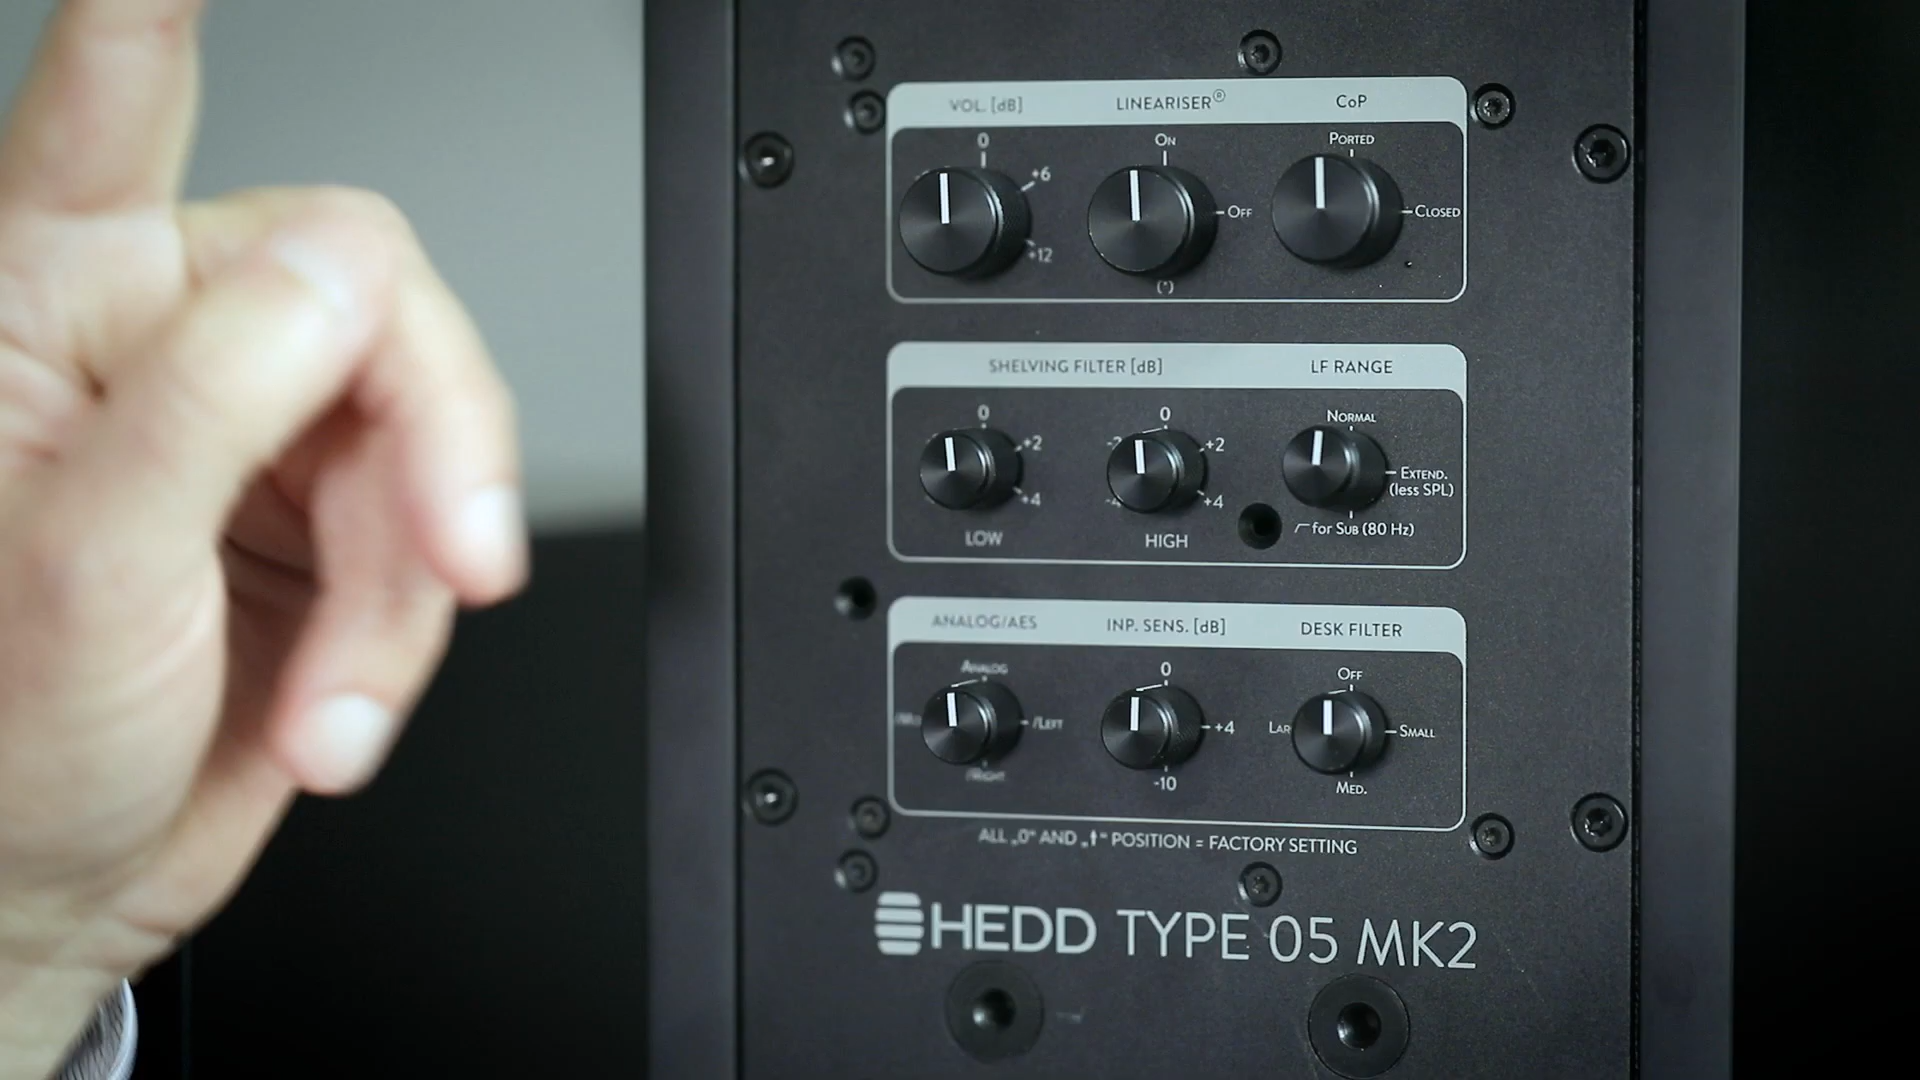 VOL. [dB] LINEARISER® CoP
0 On Ported
+6
Off Closed
+12
(*)
SHELVING FILTER [dB] LF RANGE
0 0 Normal
+2 -2 +2
Extend.
(less SPL)
+4 -4 +4
for Sub (80 Hz)
LOW HIGH
ANALOG/AES INP. SENS. [dB] DESK FILTER
Analog 0 Off
/Left +4 Small
/Right -10 Med.
ALL „0" AND „↑" POSITION = FACTORY SETTING
HEDD TYPE 05 MK2